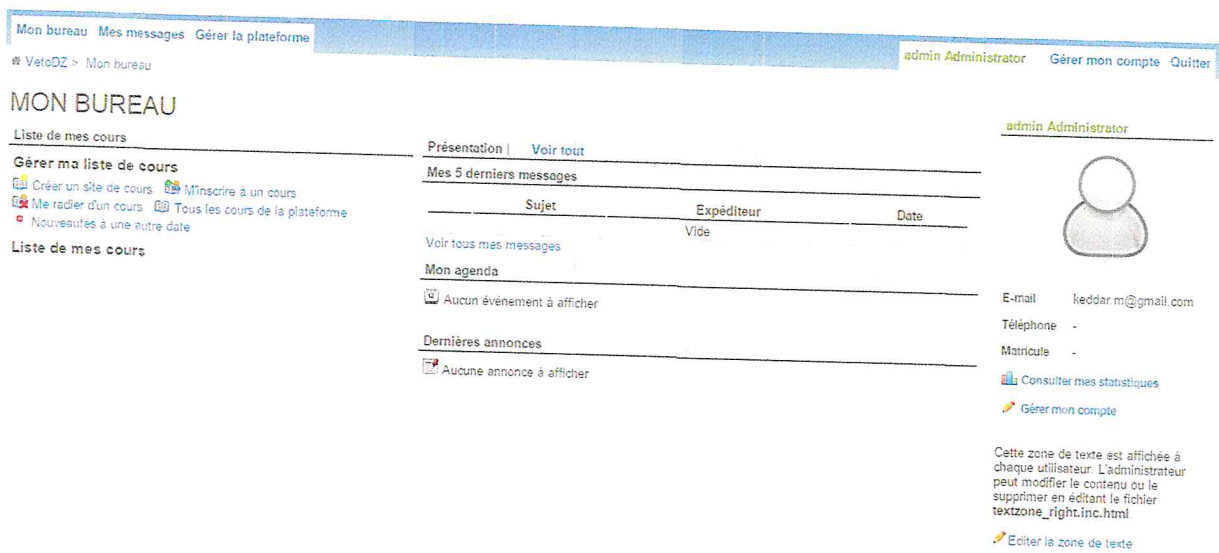 Mon bureau Mes messages Gérer la plateforme
admin Administrator Gérer mon compte Quitter
VetoDZ > Mon bureau
MON BUREAU
Liste de mes cours
Gérer ma liste de cours
Créer un site de cours M'inscrire à un cours
Me radier d'un cours Tous les cours de la plateforme
Nouveautés à une autre date
Liste de mes cours
Présentation | Voir tout
Mes 5 derniers messages
Sujet Expéditeur Date
Vide
Voir tous mes messages
Mon agenda
12 Aucun événement à afficher
Dernières annonces
Aucune annonce à afficher
admin Administrator
E-mail keddar.m@gmail.com
Téléphone -
Matricule -
Consulter mes statistiques
Gérer mon compte
Cette zone de texte est affichée à
chaque utilisateur. L'administrateur
peut modifier le contenu ou le
supprimer en éditant le fichier
textzone_right.inc.html.
Editer la zone de texte